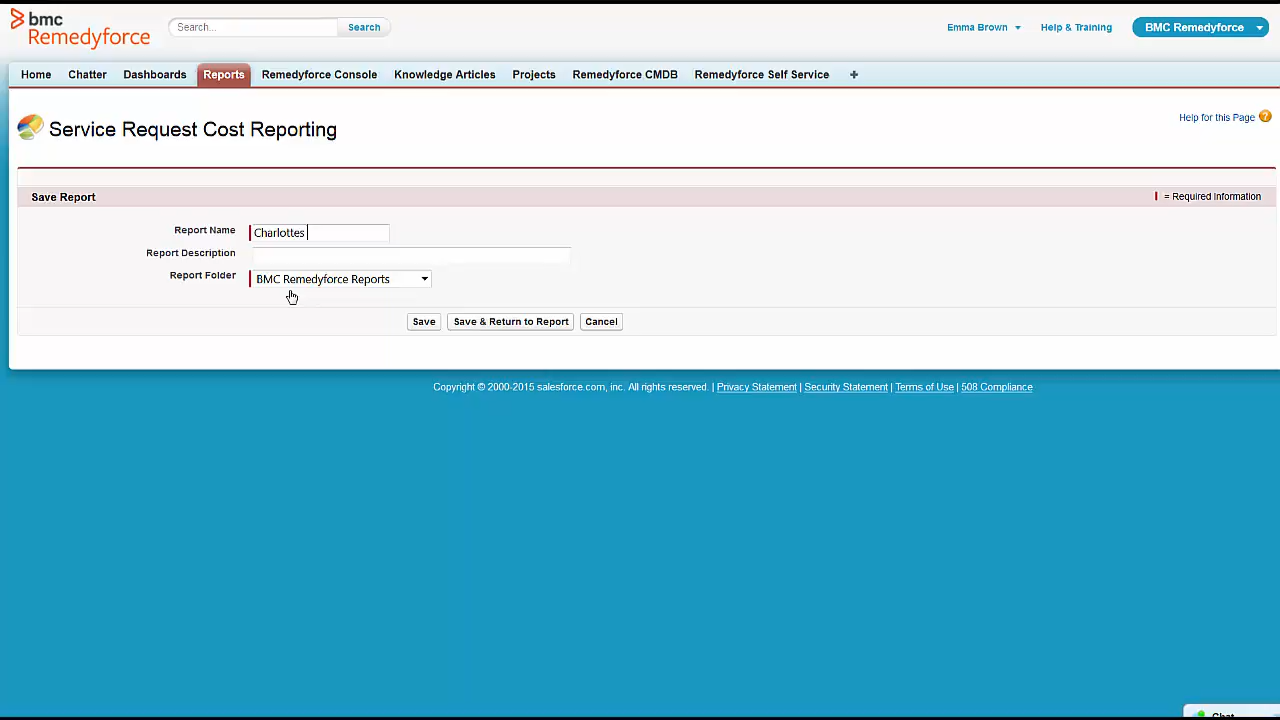 bmc
Remedyforce
Search...
Search
Emma Brown
Help & Training
BMC Remedyforce
Home
Chatter
Dashboards
Reports
Remedyforce Console
Knowledge Articles
Projects
Remedyforce CMDB
Remedyforce Self Service
Service Request Cost Reporting
Help for this Page
Save Report
= Required Information
Report Name
Charlottes
Report Description
Report Folder
BMC Remedyforce Reports
Save
Save & Return to Report
Cancel
Copyright © 2000-2015 salesforce.com, inc. All rights reserved. | Privacy Statement | Security Statement | Terms of Use | 508 Compliance
Chat